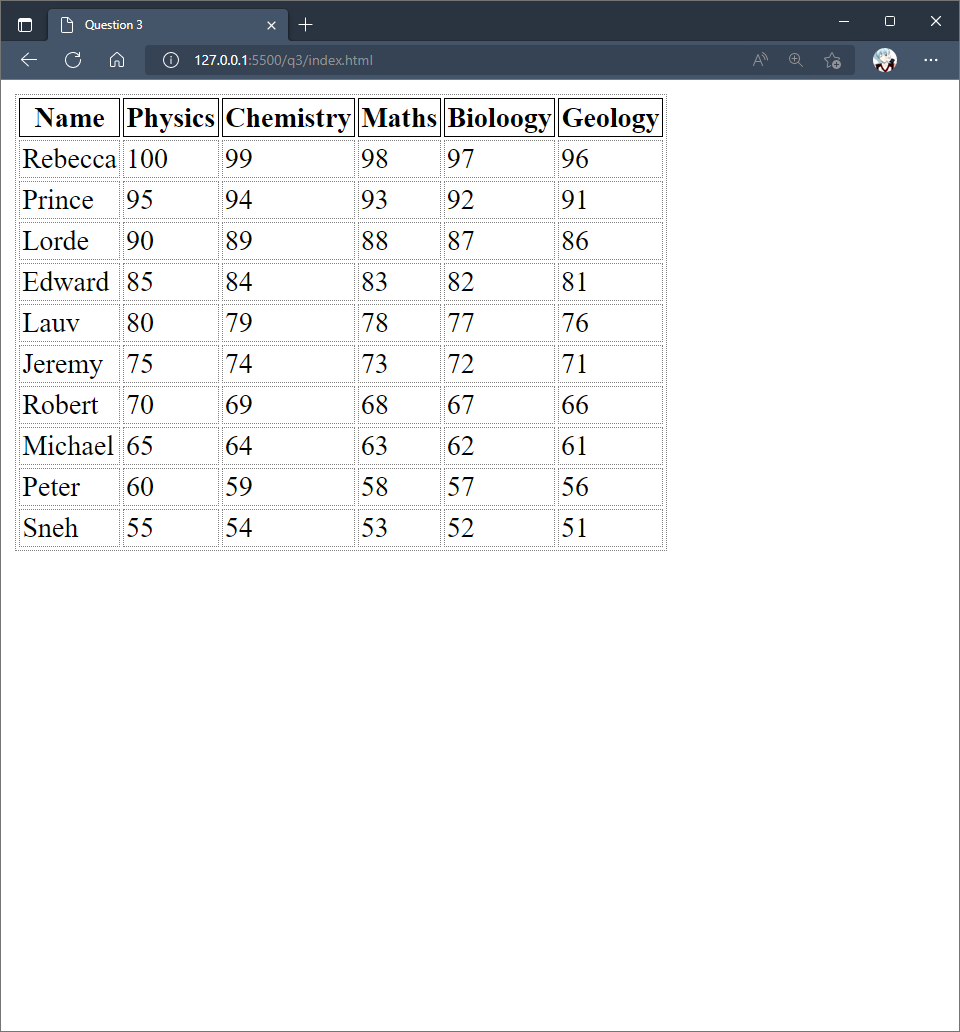 Question 3
127.0.0.1:5500/q3/index.html
Name Physics Chemistry Maths Bioloogy Geology
Rebecca 100 99 98 97 96
Prince 95 94 93 92 91
Lorde 90 89 88 87 86
Edward 85 84 83 82 81
Lauv 80 79 78 77 76
Jeremy 75 74 73 72 71
Robert 70 69 68 67 66
Michael 65 64 63 62 61
Peter 60 59 58 57 56
Sneh 55 54 53 52 51